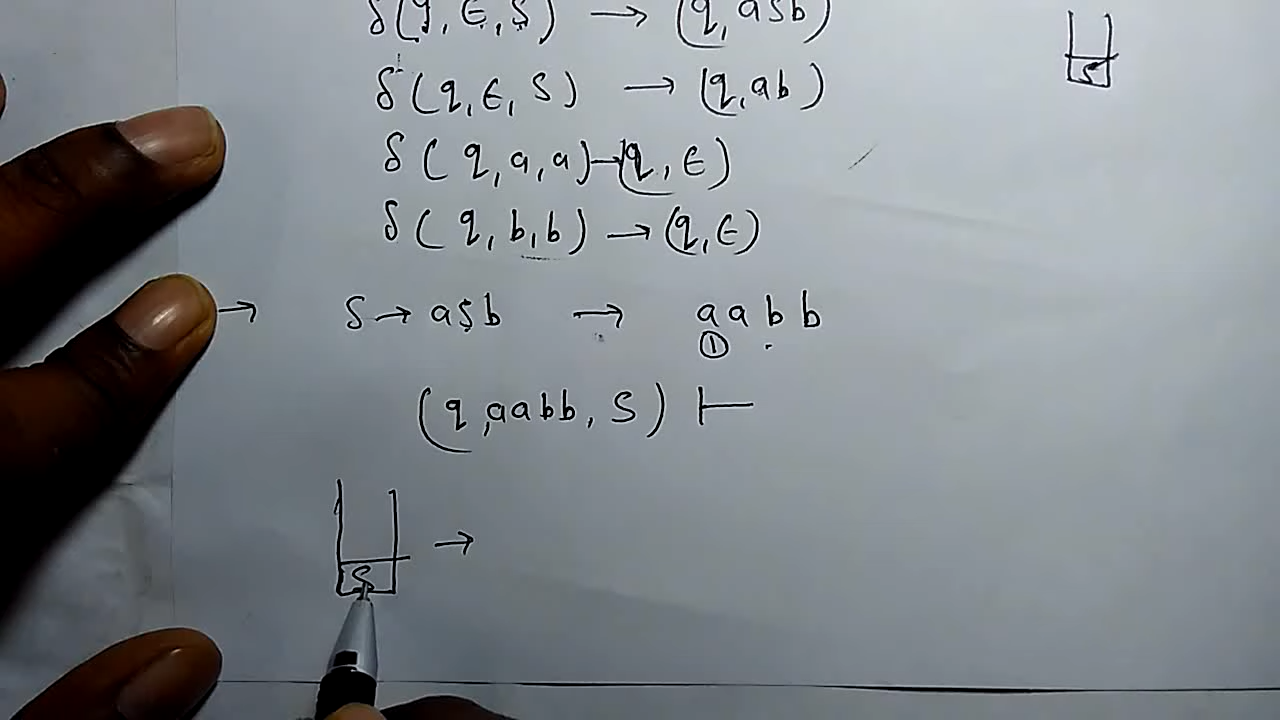 δ(q, ε, S) → (q, aSb)
S
δ(q, ε, S) → (q, ab)
δ(q, a, a) → (q, ε)
δ(q, b, b) → (q, ε)
→ S → aSb → aabb
①
(q, aabb, S) ⊢
S →